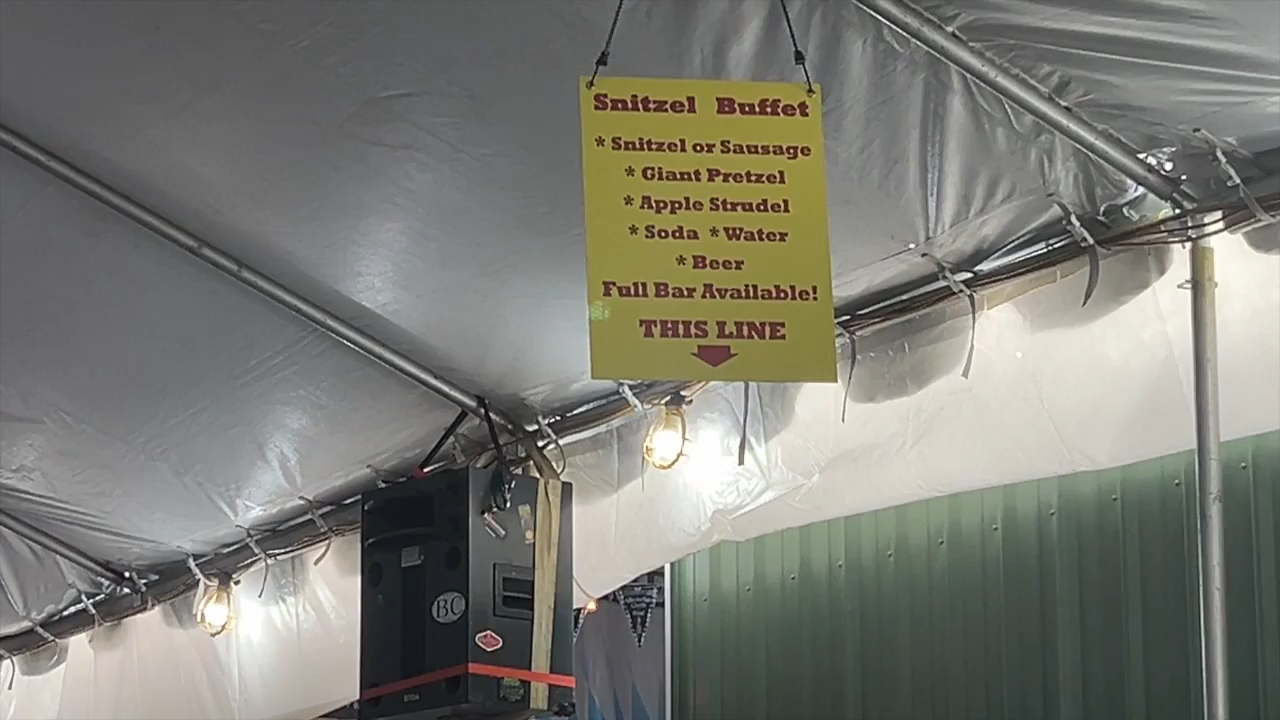 Snitzel Buffet
* Snitzel or Sausage
* Giant Pretzel
* Apple Strudel
* Soda * Water
* Beer
Full Bar Available!
THIS LINE
BC